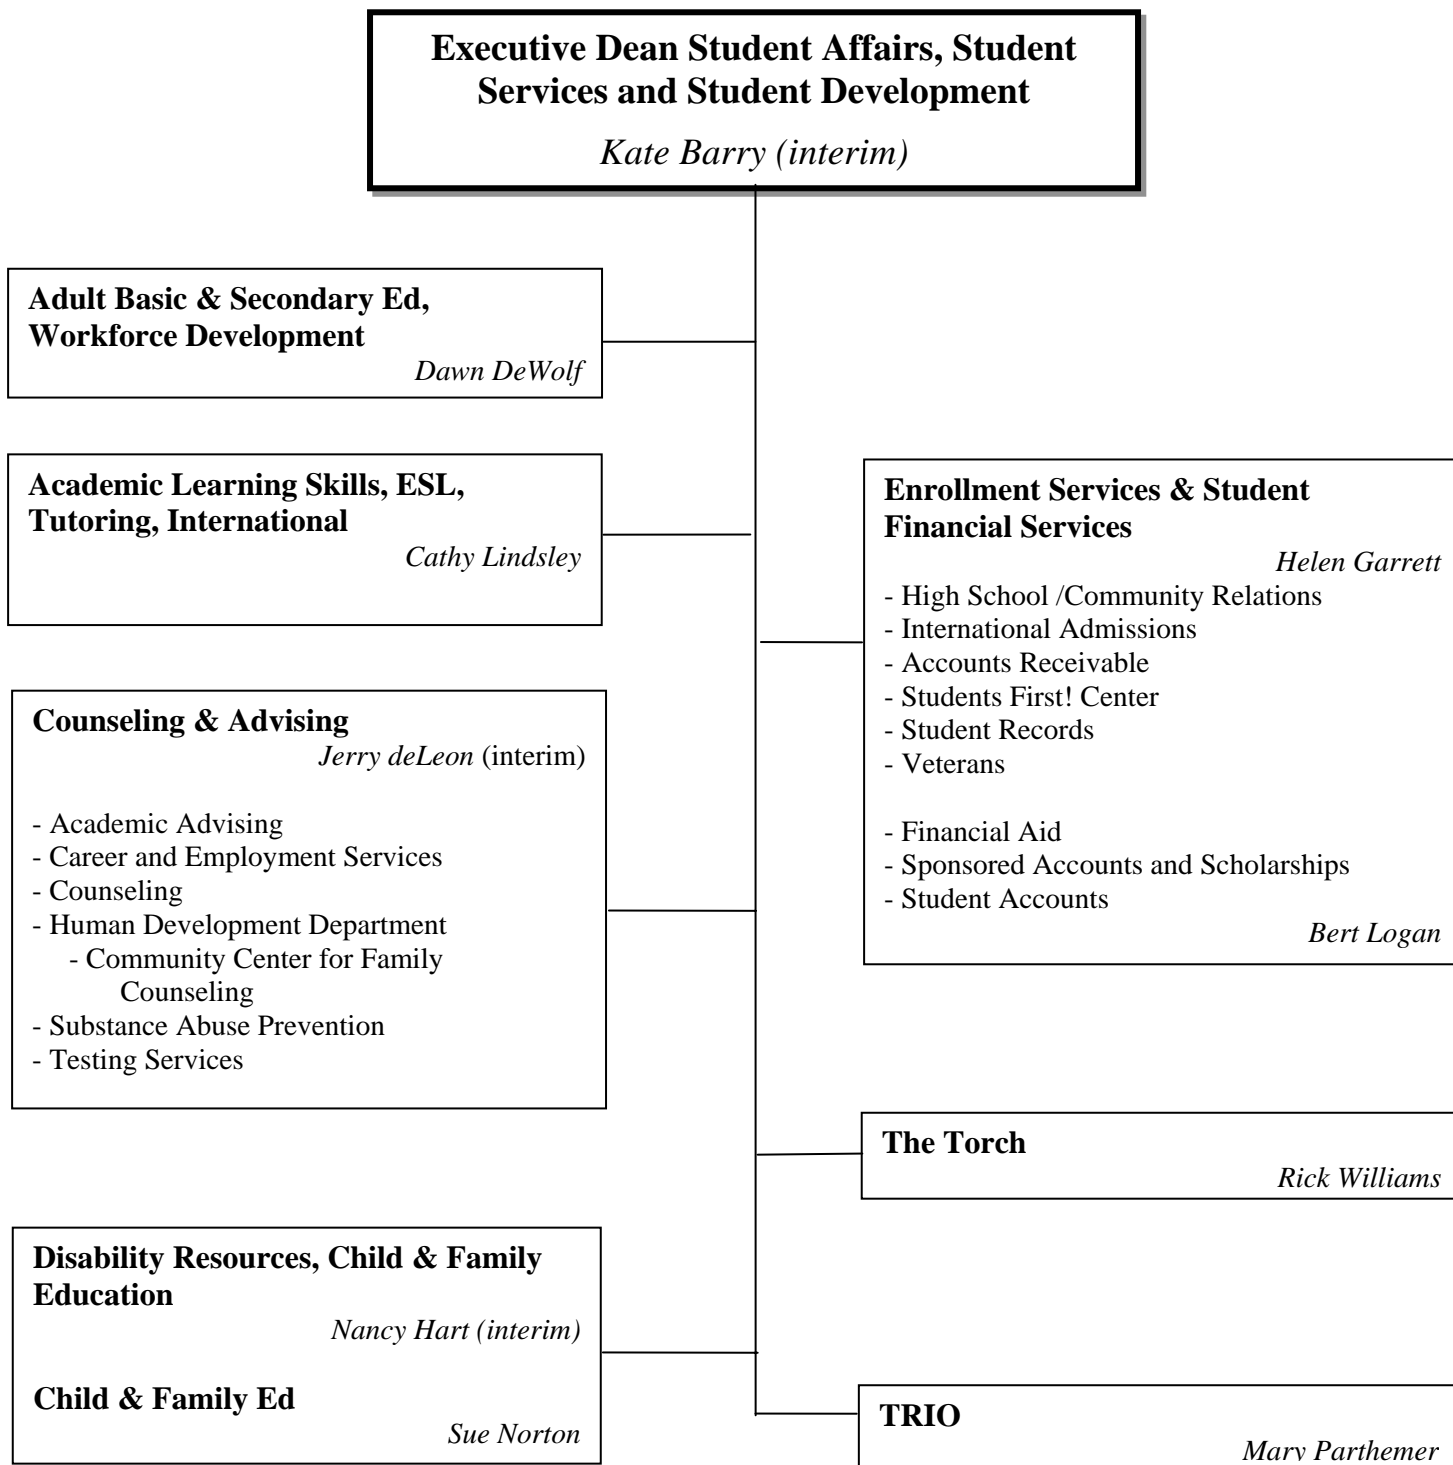 Executive Dean Student Affairs, Student
Services and Student Development
Kate Barry (interim)
Adult Basic & Secondary Ed,
Workforce Development
Dawn DeWolf
Academic Learning Skills, ESL,
Tutoring, International
Cathy Lindsley
Counseling & Advising
Jerry deLeon (interim)
- Academic Advising
- Career and Employment Services
- Counseling
- Human Development Department
- Community Center for Family
Counseling
- Substance Abuse Prevention
- Testing Services
Disability Resources, Child & Family
Education
Nancy Hart (interim)
Child & Family Ed
Sue Norton
Enrollment Services & Student
Financial Services
Helen Garrett
- High School /Community Relations
- International Admissions
- Accounts Receivable
- Students First! Center
- Student Records
- Veterans
- Financial Aid
- Sponsored Accounts and Scholarships
- Student Accounts
Bert Logan
The Torch
Rick Williams
TRIO
Mary Parthemer